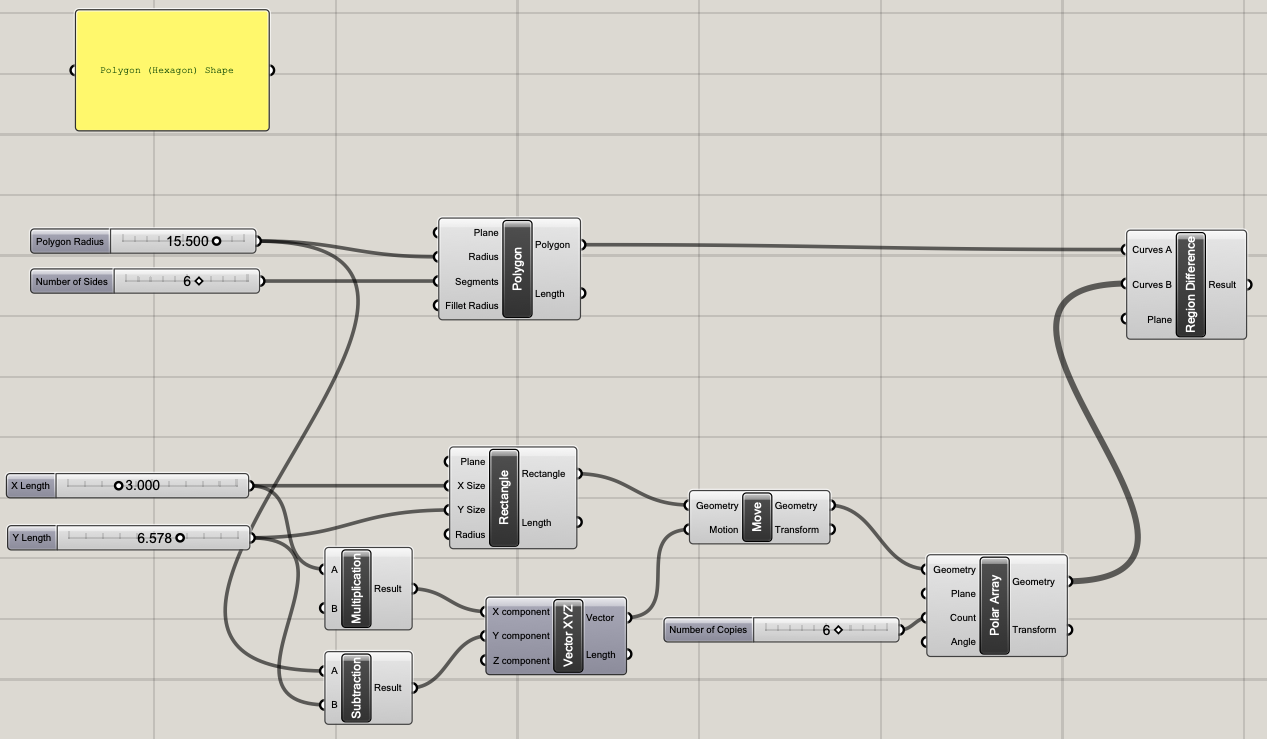 Polygon (Hexagon) Shape
Polygon Radius
15.500
Number of Sides
6
Plane
Radius
Segments
Fillet Radius
Polygon
Polygon
Length
Curves A
Curves B
Plane
Region Difference
Result
X Length
3.000
Y Length
6.578
Plane
X Size
Y Size
Radius
Rectangle
Rectangle
Length
A
B
Multiplication
Result
A
B
Subtraction
Result
X component
Y component
Z component
Vector XYZ
Vector
Length
Geometry
Motion
Move
Geometry
Transform
Number of Copies
6
Geometry
Plane
Count
Angle
Polar Array
Geometry
Transform